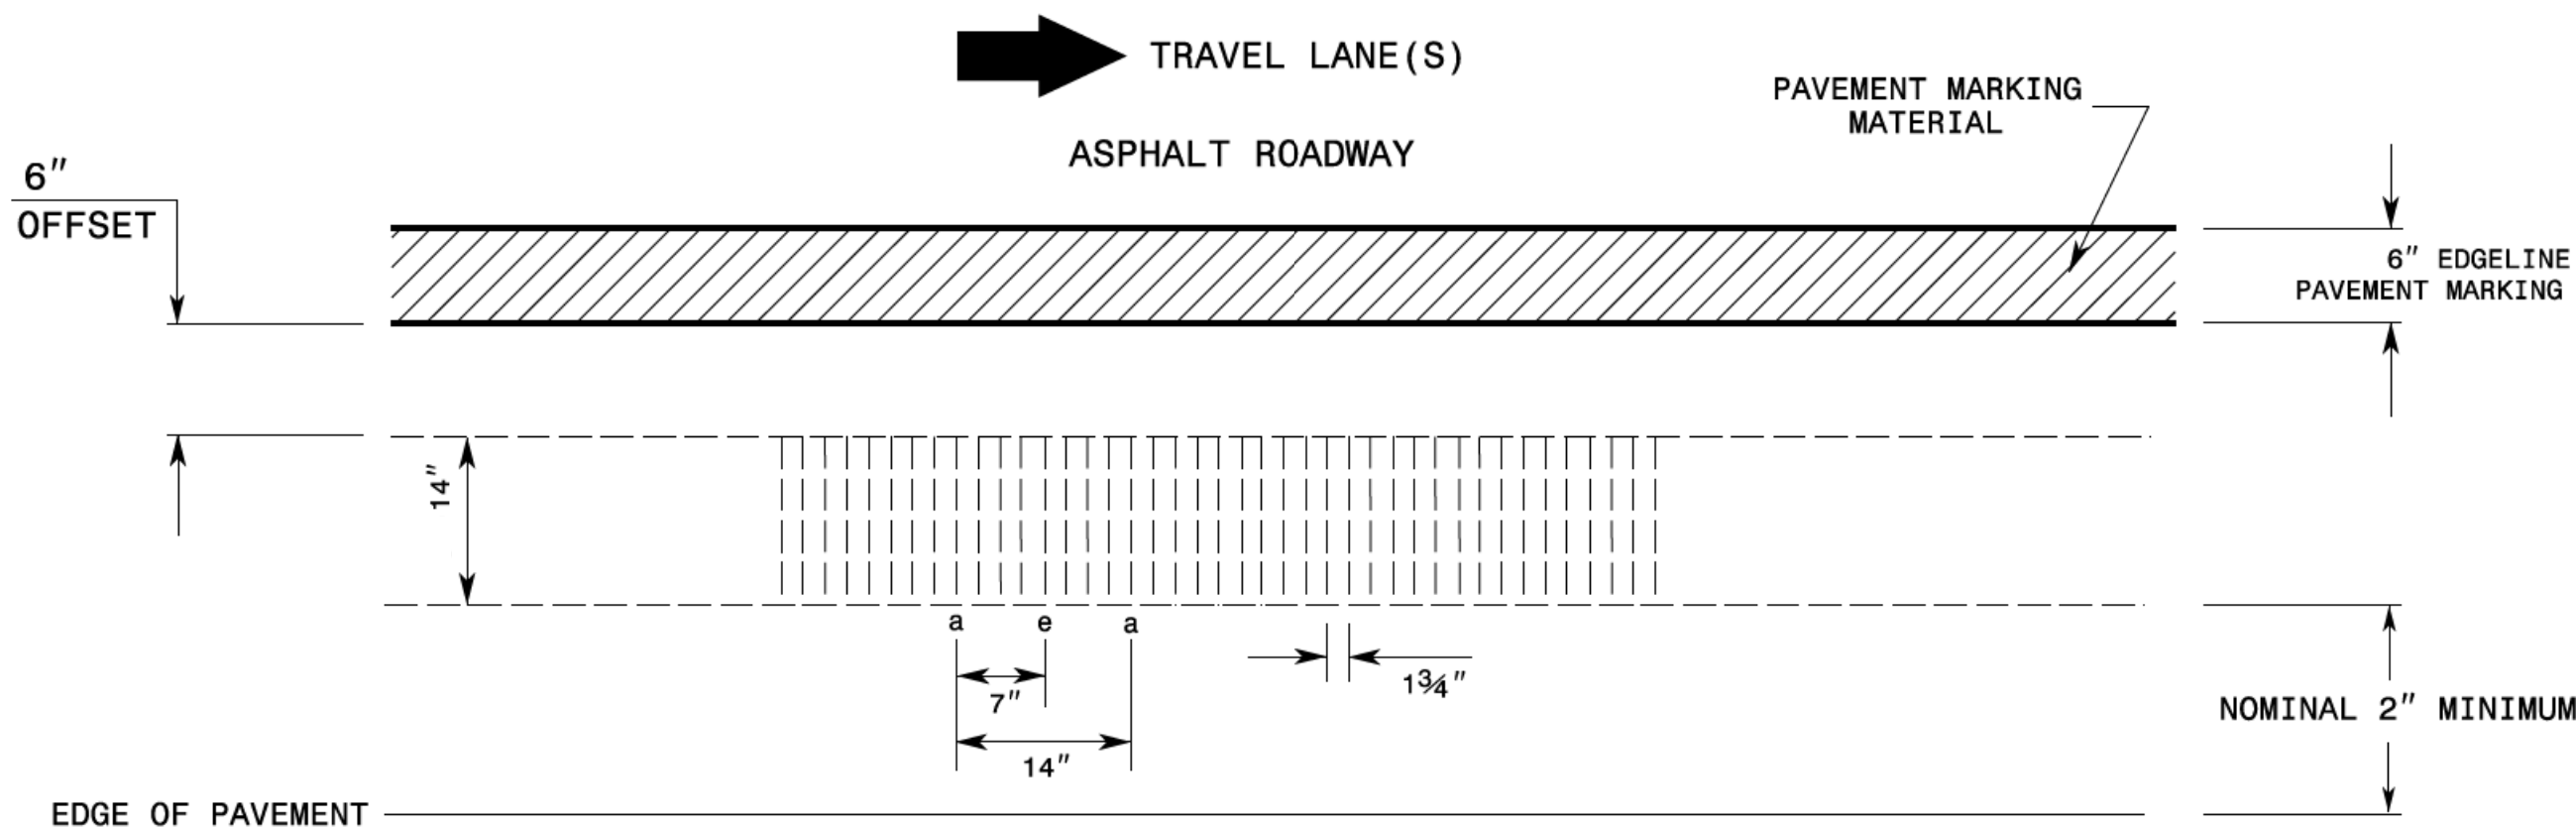 TRAVEL LANE(S)
PAVEMENT MARKING
MATERIAL
ASPHALT ROADWAY
6"
OFFSET
6" EDGELINE
PAVEMENT MARKING
14"
a e a
7"
1¾"
14"
NOMINAL 2" MINIMUM
EDGE OF PAVEMENT